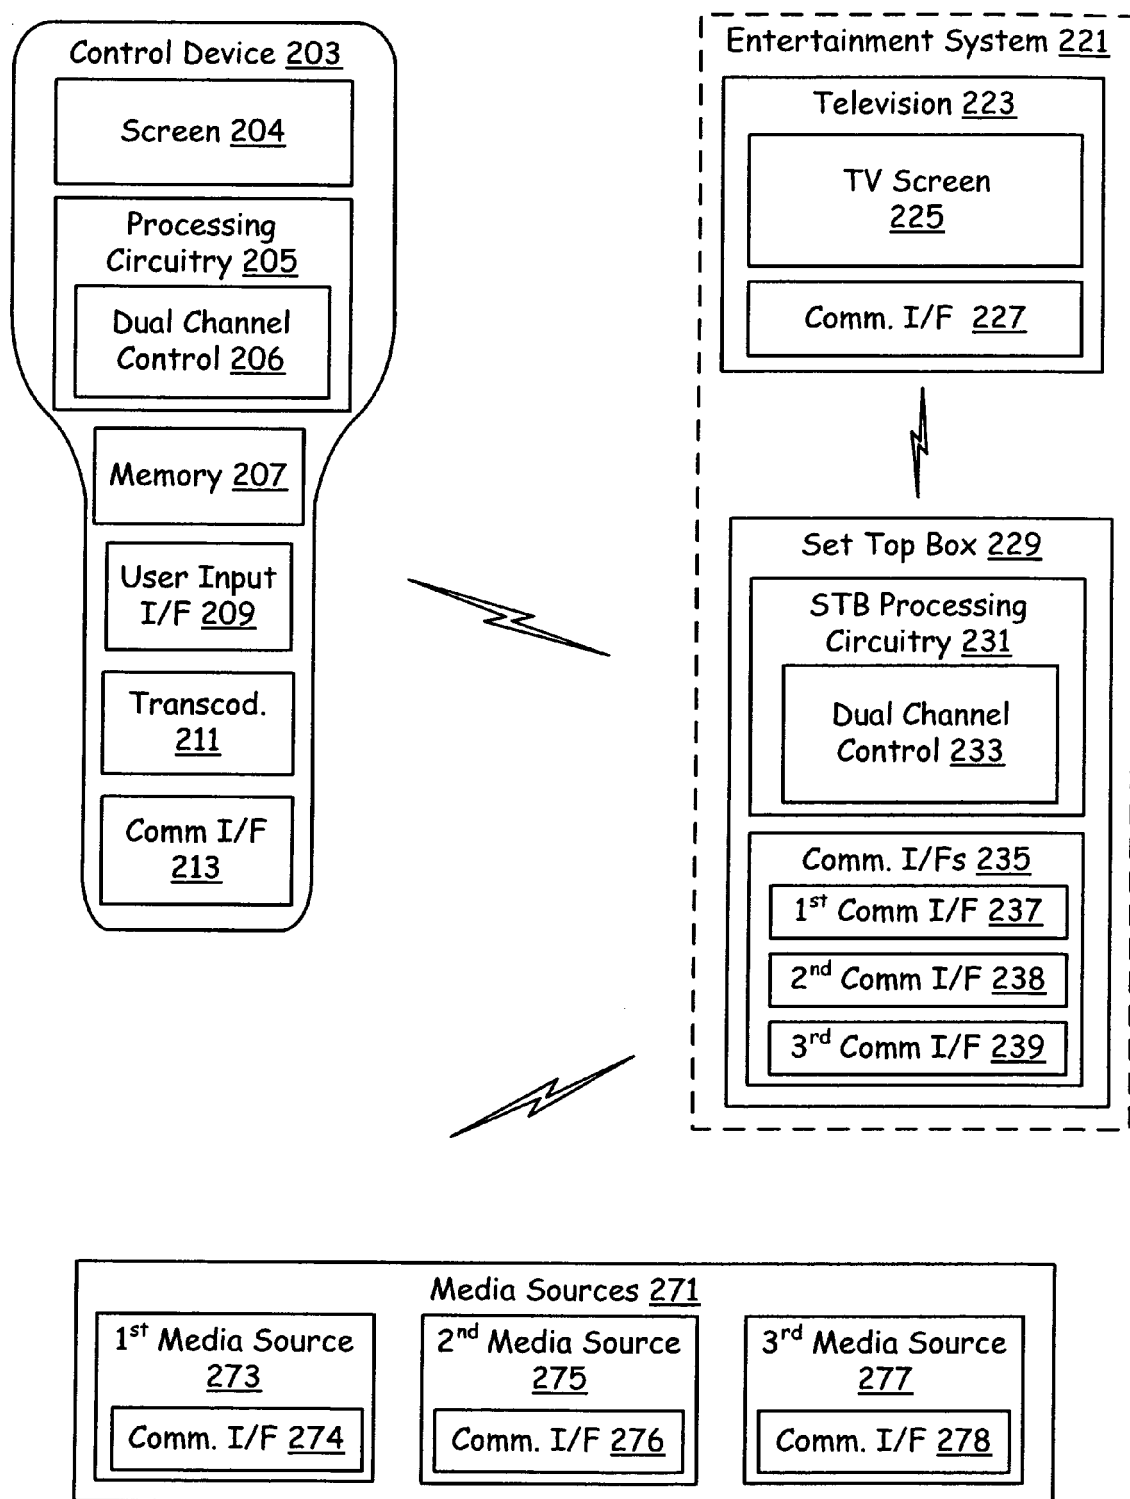 Control Device 203
Screen 204
Processing
Circuitry 205
Dual Channel
Control 206
Memory 207
User Input
I/F 209
Transcod.
211
Comm I/F
213
Entertainment System 221
Television 223
TV Screen
225
Comm. I/F 227
Set Top Box 229
STB Processing
Circuitry 231
Dual Channel
Control 233
Comm. I/Fs 235
1st Comm I/F 237
2nd Comm I/F 238
3rd Comm I/F 239
Media Sources 271
1st Media Source
273
Comm. I/F 274
2nd Media Source
275
Comm. I/F 276
3rd Media Source
277
Comm. I/F 278